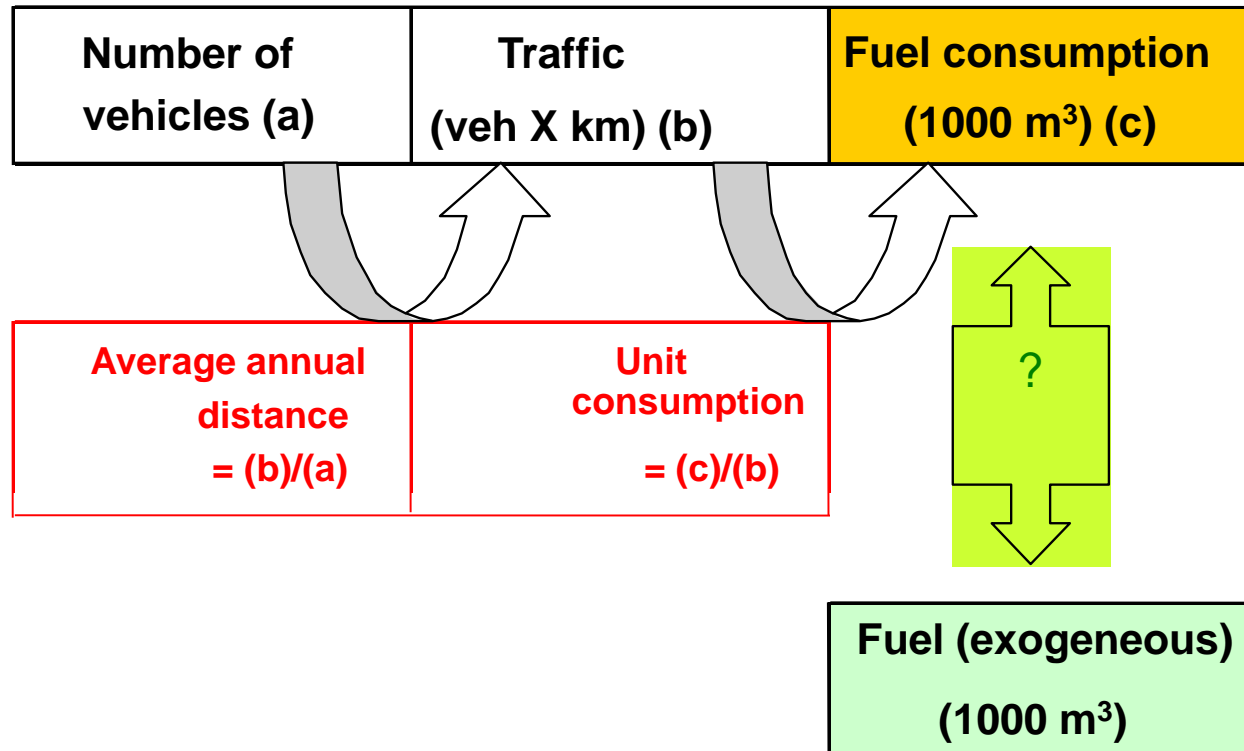 Number of
vehicles (a)
Traffic
(veh X km) (b)
Fuel consumption
(1000 m³) (c)
Average annual
distance
= (b)/(a)
Unit
consumption
= (c)/(b)
?
Fuel (exogeneous)
(1000 m³)